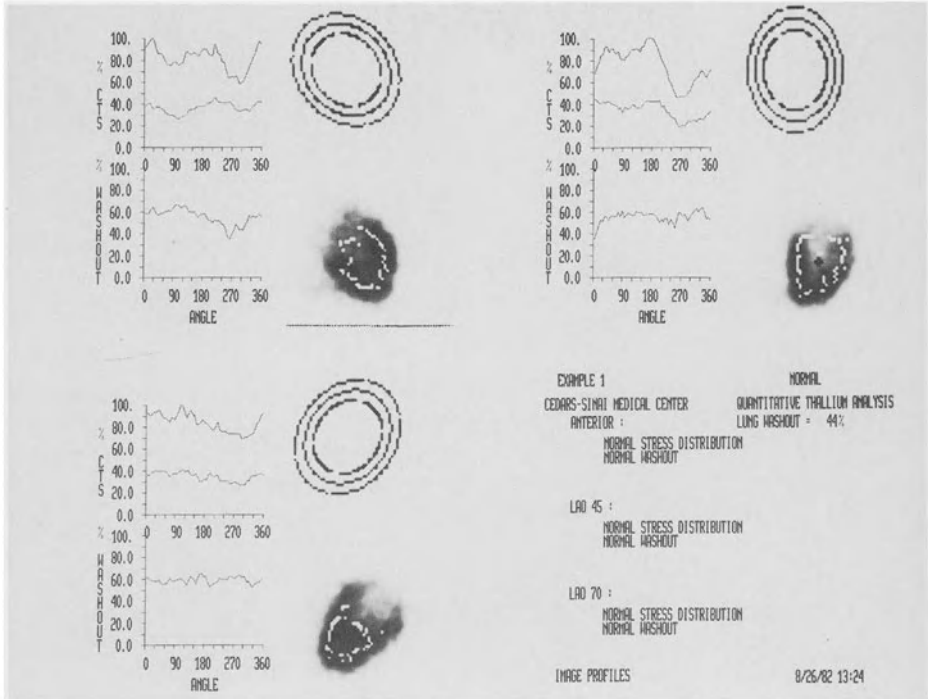 100.
80.0
60.0
40.0
20.0
% CTS
0 90 180 270 360
100.
80.0
60.0
40.0
20.0
0.0
% WASHOUT
0 90 180 270 360
ANGLE
100.
80.0
60.0
40.0
20.0
% CTS
0 90 180 270 360
100.
80.0
60.0
40.0
20.0
0.0
% WASHOUT
0 90 180 270 360
ANGLE
100.
80.0
60.0
40.0
20.0
0.0
% CTS
0 90 180 270 360
100.
80.0
60.0
40.0
20.0
0.0
% WASHOUT
0 90 180 270 360
ANGLE
EXAMPLE 1 NORMAL
CEDARS-SINAI MEDICAL CENTER QUANTITATIVE THALLIUM ANALYSIS
ANTERIOR : LUNG WASHOUT = 44%
NORMAL STRESS DISTRIBUTION
NORMAL WASHOUT
LAO 45 :
NORMAL STRESS DISTRIBUTION
NORMAL WASHOUT
LAO 70 :
NORMAL STRESS DISTRIBUTION
NORMAL WASHOUT
IMAGE PROFILES 8/26/82 13:24